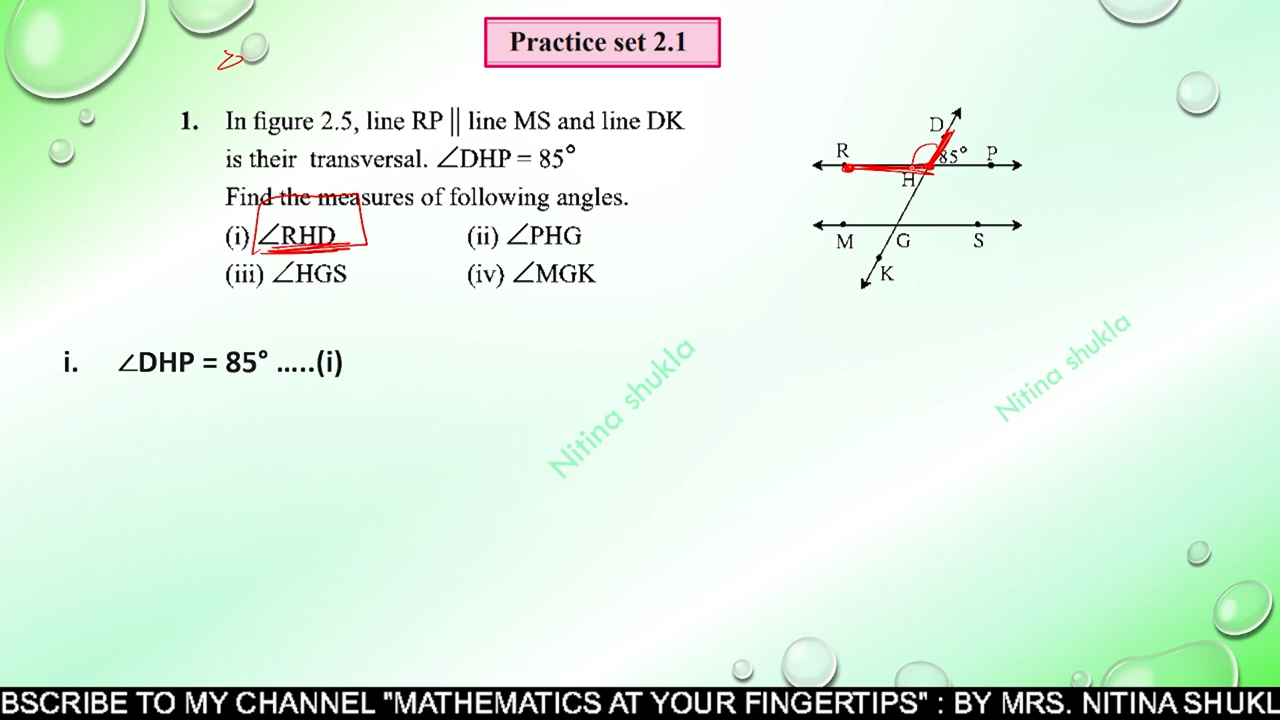 Practice set 2.1
1. In figure 2.5, line RP || line MS and line DK
is their transversal. ∠DHP = 85°
Find the measures of following angles.
(i) ∠RHD (ii) ∠PHG
(iii) ∠HGS (iv) ∠MGK
D
R 85° P
H
M G S
K
i. ∠DHP = 85° .....(i)
Nitina shukla
Nitina shukla
BSCRIBE TO MY CHANNEL "MATHEMATICS AT YOUR FINGERTIPS" : BY MRS. NITINA SHUKL